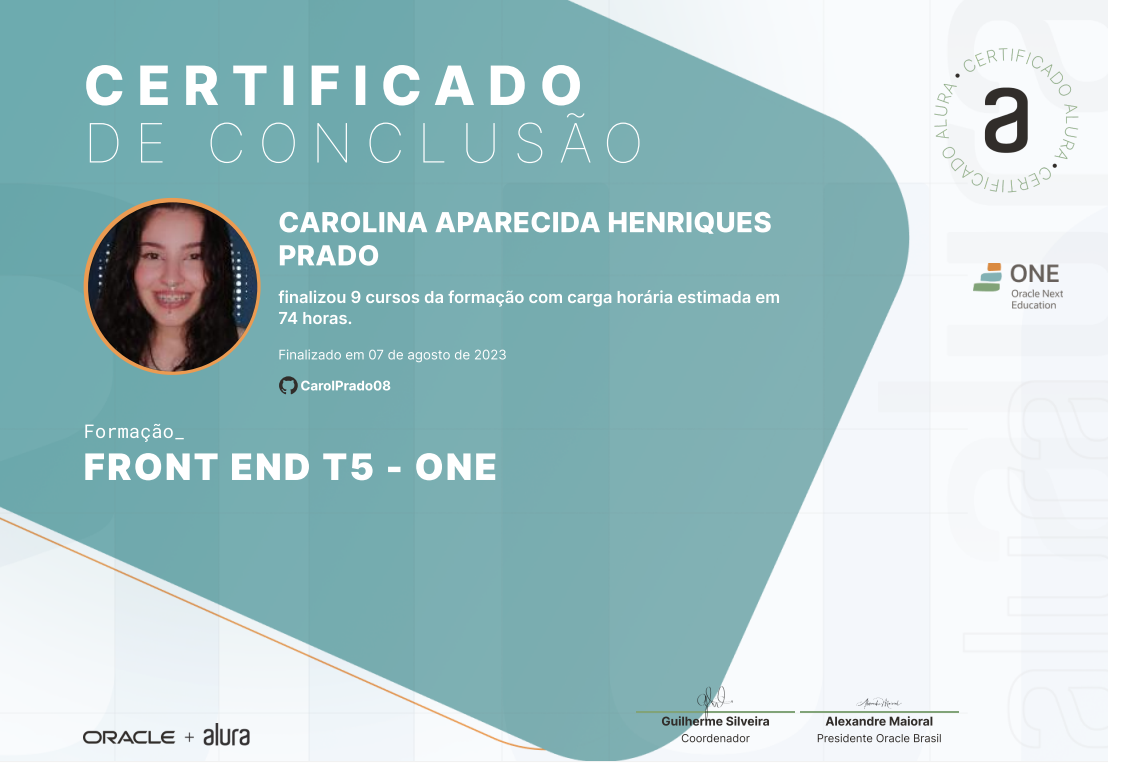 CERTIFICADO
DE CONCLUSÃO
CAROLINA APARECIDA HENRIQUES
PRADO
finalizou 9 cursos da formação com carga horária estimada em
74 horas.
Finalizado em 07 de agosto de 2023
CarolPrado08
Formação_
FRONT END T5 - ONE
CERTIFICADO ALURA • CERTIFICADO ALURA •
a
ONE
Oracle Next
Education
Guilherme Silveira
Coordenador
Alexandre Maioral
Presidente Oracle Brasil
ORACLE + alura
alura
alura